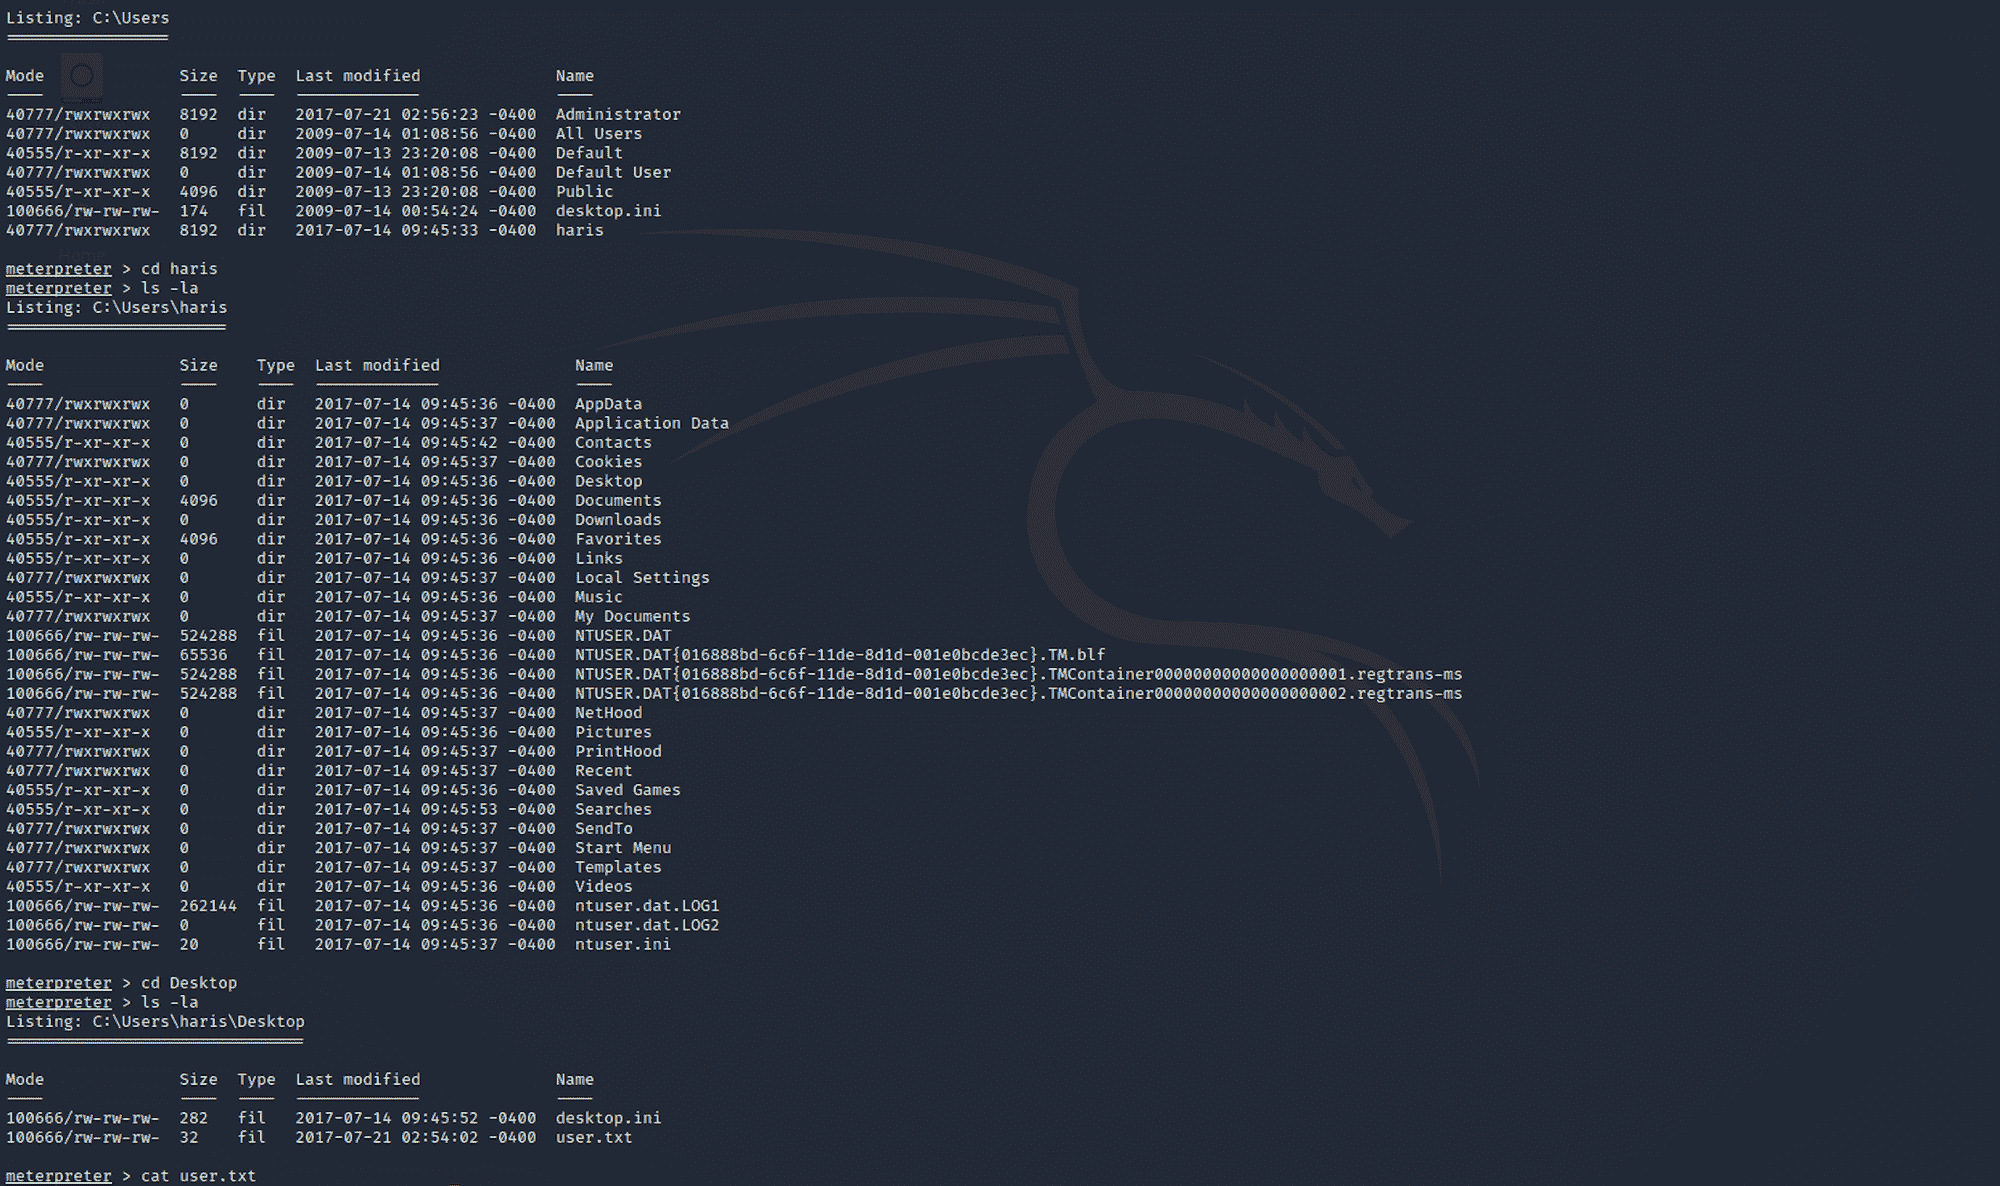 Listing: C:\Users
Mode Size Type Last modified Name
40777/rwxrwxrwx 8192 dir 2017-07-21 02:56:23 -0400 Administrator
40777/rwxrwxrwx 0 dir 2009-07-14 01:08:56 -0400 All Users
40555/r-xr-xr-x 8192 dir 2009-07-13 23:20:08 -0400 Default
40777/rwxrwxrwx 0 dir 2009-07-14 01:08:56 -0400 Default User
40555/r-xr-xr-x 4096 dir 2009-07-13 23:20:08 -0400 Public
100666/rw-rw-rw- 174 fil 2009-07-14 00:54:24 -0400 desktop.ini
40777/rwxrwxrwx 8192 dir 2017-07-14 09:45:33 -0400 haris
meterpreter > cd haris
meterpreter > ls -la
Listing: C:\Users\haris
Mode Size Type Last modified Name
40777/rwxrwxrwx 0 dir 2017-07-14 09:45:36 -0400 AppData
40777/rwxrwxrwx 0 dir 2017-07-14 09:45:37 -0400 Application Data
40555/r-xr-xr-x 0 dir 2017-07-14 09:45:42 -0400 Contacts
40777/rwxrwxrwx 0 dir 2017-07-14 09:45:37 -0400 Cookies
40555/r-xr-xr-x 0 dir 2017-07-14 09:45:36 -0400 Desktop
40555/r-xr-xr-x 4096 dir 2017-07-14 09:45:36 -0400 Documents
40555/r-xr-xr-x 0 dir 2017-07-14 09:45:36 -0400 Downloads
40555/r-xr-xr-x 4096 dir 2017-07-14 09:45:36 -0400 Favorites
40555/r-xr-xr-x 0 dir 2017-07-14 09:45:36 -0400 Links
40777/rwxrwxrwx 0 dir 2017-07-14 09:45:37 -0400 Local Settings
40555/r-xr-xr-x 0 dir 2017-07-14 09:45:36 -0400 Music
40777/rwxrwxrwx 0 dir 2017-07-14 09:45:37 -0400 My Documents
100666/rw-rw-rw- 524288 fil 2017-07-14 09:45:36 -0400 NTUSER.DAT
100666/rw-rw-rw- 65536 fil 2017-07-14 09:45:36 -0400 NTUSER.DAT{016888bd-6c6f-11de-8d1d-001e0bcde3ec}.TM.blf
100666/rw-rw-rw- 524288 fil 2017-07-14 09:45:36 -0400 NTUSER.DAT{016888bd-6c6f-11de-8d1d-001e0bcde3ec}.TMContainer00000000000000000001.regtrans-ms
100666/rw-rw-rw- 524288 fil 2017-07-14 09:45:36 -0400 NTUSER.DAT{016888bd-6c6f-11de-8d1d-001e0bcde3ec}.TMContainer00000000000000000002.regtrans-ms
40777/rwxrwxrwx 0 dir 2017-07-14 09:45:37 -0400 NetHood
40555/r-xr-xr-x 0 dir 2017-07-14 09:45:36 -0400 Pictures
40777/rwxrwxrwx 0 dir 2017-07-14 09:45:37 -0400 PrintHood
40777/rwxrwxrwx 0 dir 2017-07-14 09:45:37 -0400 Recent
40555/r-xr-xr-x 0 dir 2017-07-14 09:45:36 -0400 Saved Games
40555/r-xr-xr-x 0 dir 2017-07-14 09:45:53 -0400 Searches
40777/rwxrwxrwx 0 dir 2017-07-14 09:45:37 -0400 SendTo
40777/rwxrwxrwx 0 dir 2017-07-14 09:45:37 -0400 Start Menu
40777/rwxrwxrwx 0 dir 2017-07-14 09:45:37 -0400 Templates
40555/r-xr-xr-x 0 dir 2017-07-14 09:45:36 -0400 Videos
100666/rw-rw-rw- 262144 fil 2017-07-14 09:45:36 -0400 ntuser.dat.LOG1
100666/rw-rw-rw- 0 fil 2017-07-14 09:45:36 -0400 ntuser.dat.LOG2
100666/rw-rw-rw- 20 fil 2017-07-14 09:45:37 -0400 ntuser.ini
meterpreter > cd Desktop
meterpreter > ls -la
Listing: C:\Users\haris\Desktop
Mode Size Type Last modified Name
100666/rw-rw-rw- 282 fil 2017-07-14 09:45:52 -0400 desktop.ini
100666/rw-rw-rw- 32 fil 2017-07-21 02:54:02 -0400 user.txt
meterpreter > cat user.txt